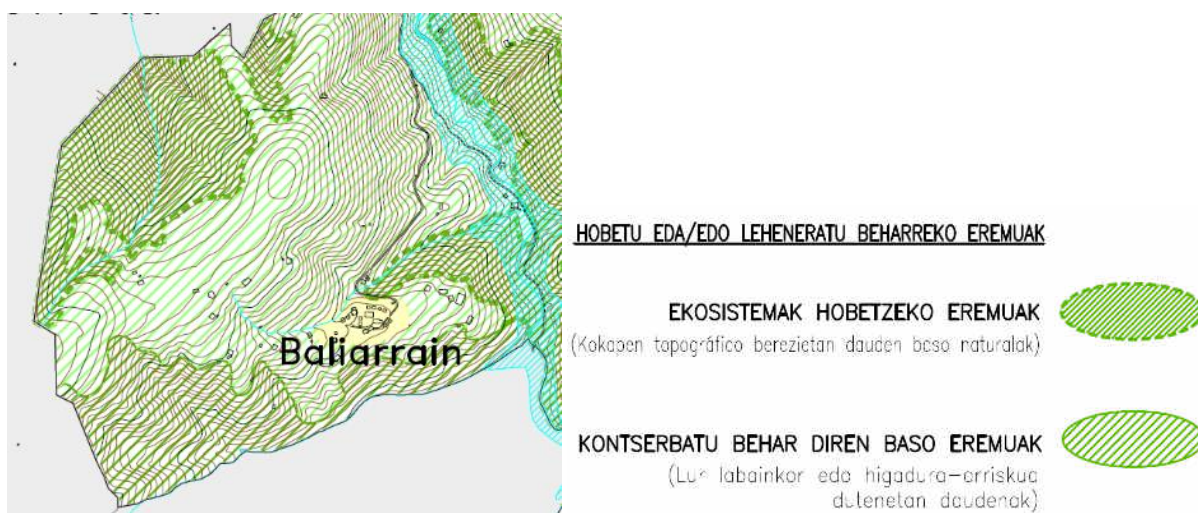 Baliarrain
HOBETU EDA/EDO LEHENERATU BEHARREKO EREMUAK
EKOSISTEMAK HOBETZEKO EREMUAK
(Kokapen topográfico berezietan dauden baso naturalak)
KONTSERBATU BEHAR DIREN BASO EREMUAK
(Lur labainkor edo higadura-arriskua
dutenetan daudenak)